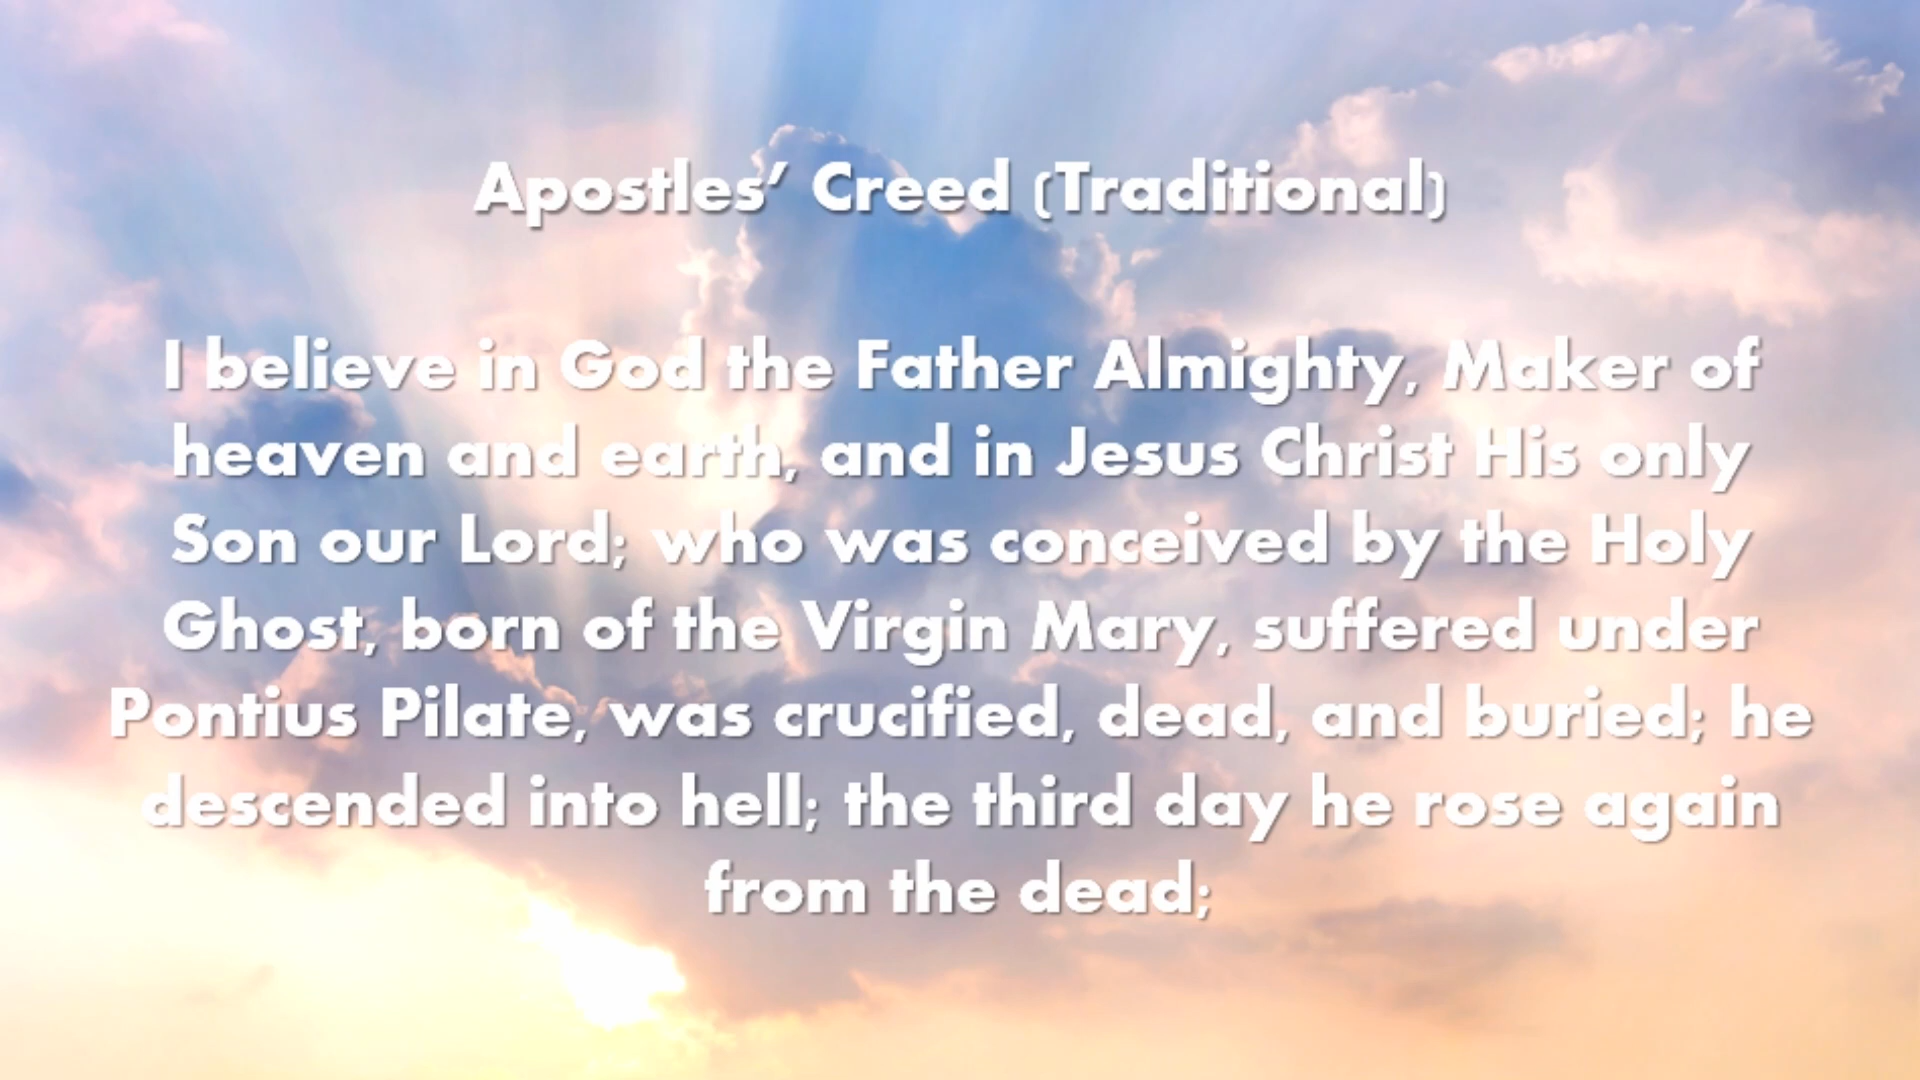 Apostles’ Creed (Traditional)
I believe in God the Father Almighty, Maker of
heaven and earth, and in Jesus Christ His only
Son our Lord; who was conceived by the Holy
Ghost, born of the Virgin Mary, suffered under
Pontius Pilate, was crucified, dead, and buried; he
descended into hell; the third day he rose again
from the dead;